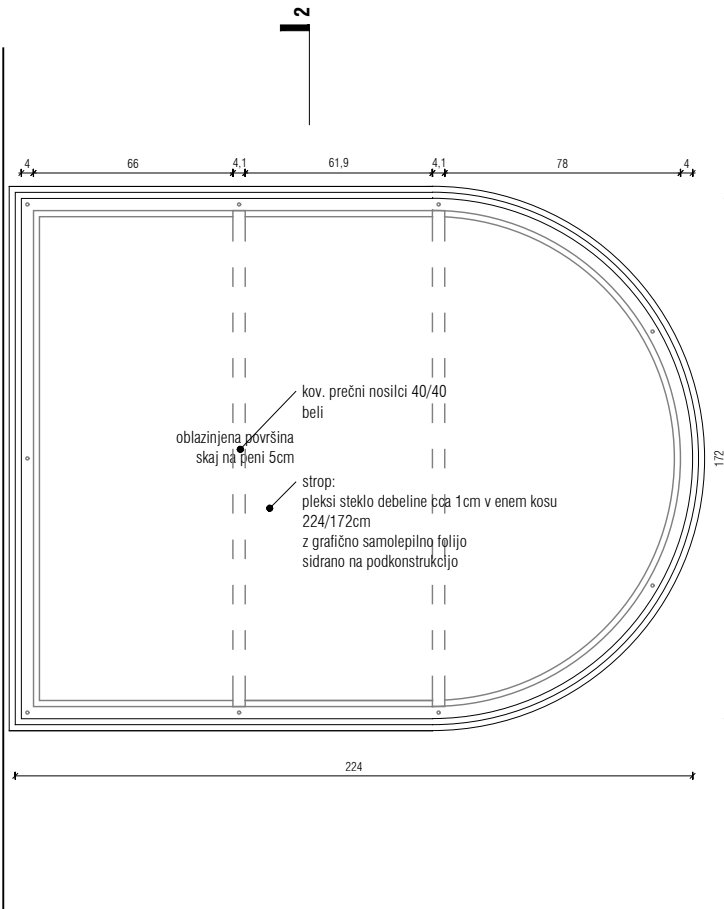 2
4
66
4,1
61,9
4,1
78
4
kov. prečni nosilci 40/40
beli
oblazinjena površina
skaj na peni 5cm
strop:
pleksi steklo debeline cca 1cm v enem kosu
224/172cm
z grafično samolepilno folijo
sidrano na podkonstrukcijo
172
224